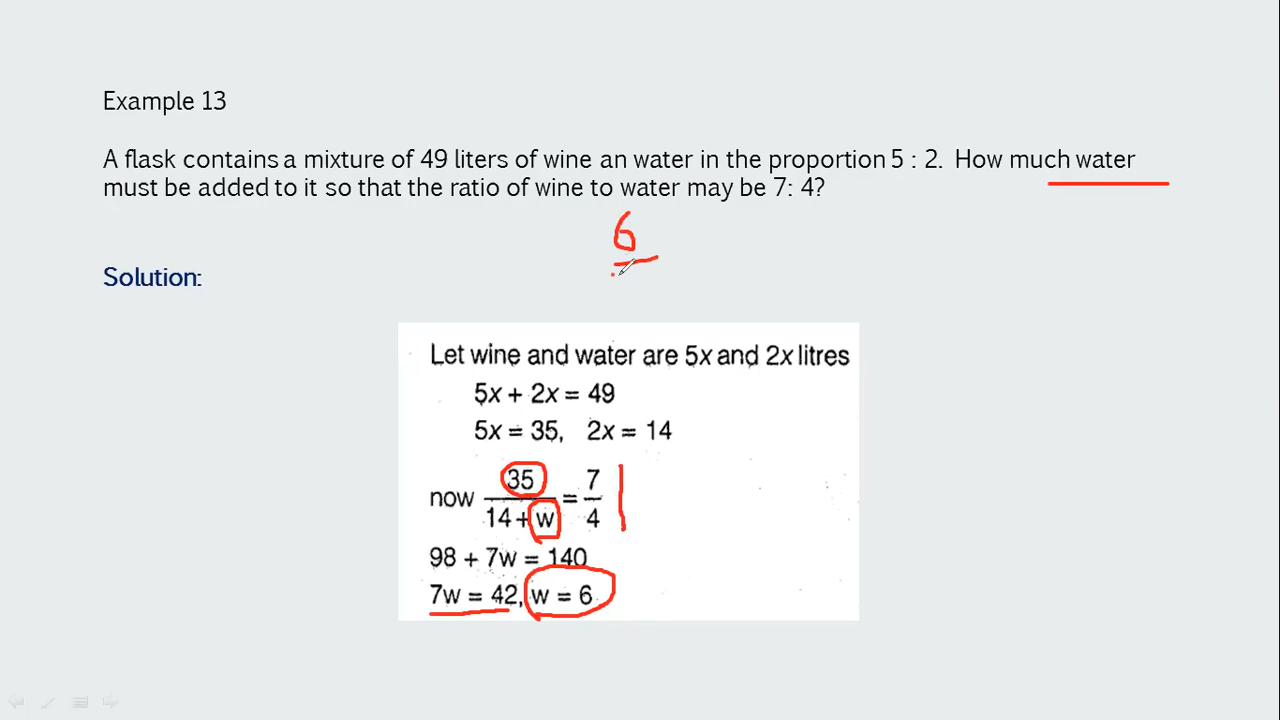 Example 13
A flask contains a mixture of 49 liters of wine an water in the proportion 5 : 2. How much water
must be added to it so that the ratio of wine to water may be 7: 4?
6
Solution:
Let wine and water are 5x and 2x litres
5x + 2x = 49
5x = 35, 2x = 14
now 35/(14 + w) = 7/4
98 + 7w = 140
7w = 42, w = 6